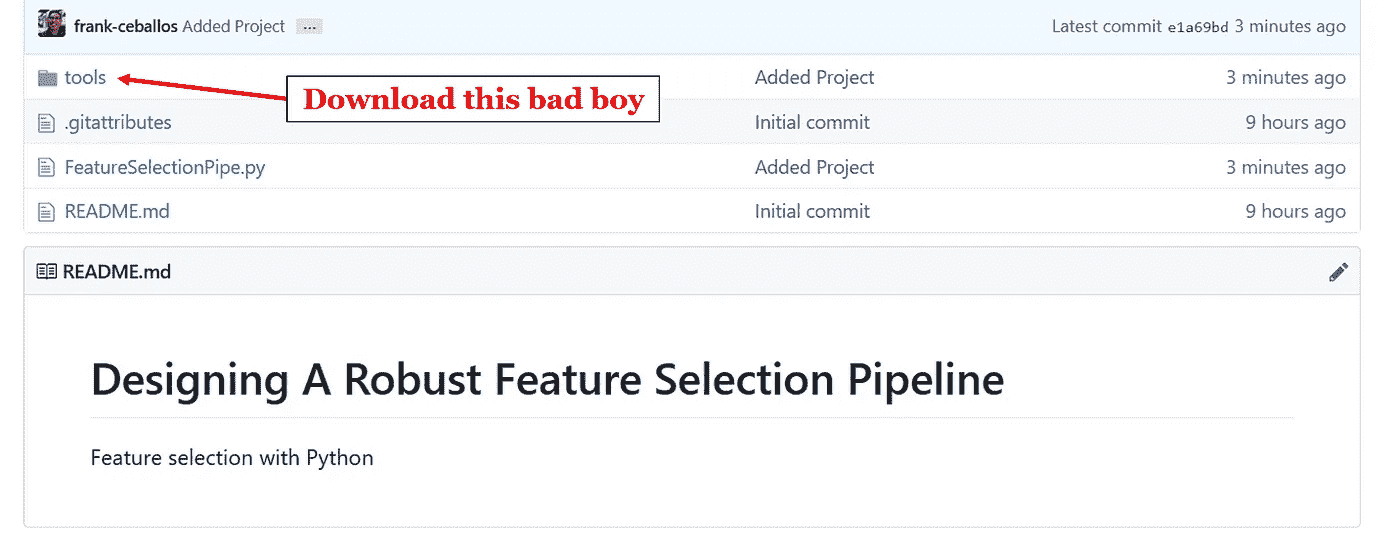 frank-ceballos Added Project ... Latest commit e1a69bd 3 minutes ago
tools Added Project 3 minutes ago
Download this bad boy
.gitattributes Initial commit 9 hours ago
FeatureSelectionPipe.py Added Project 3 minutes ago
README.md Initial commit 9 hours ago
README.md
Designing A Robust Feature Selection Pipeline
Feature selection with Python